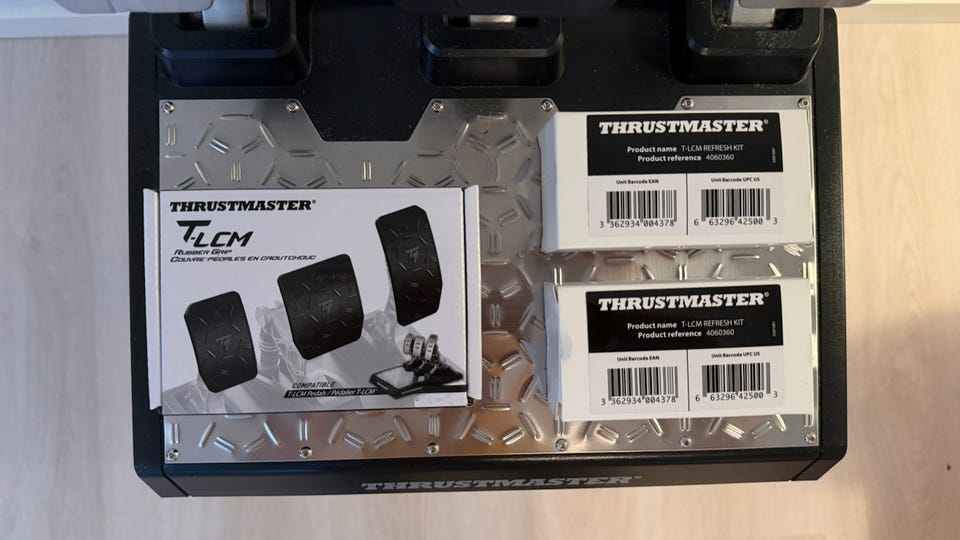 THRUSTMASTER®
T-LCM
RUBBER GRIP
COUVRE-PÉDALES EN CAOUTCHOUC
COMPATIBLE
T-LCM Pedals / Pédalier T-LCM
THRUSTMASTER®
Product name T-LCM REFRESH KIT
Product reference 4060360
Unit Barcode EAN
Unit Barcode UPC US
3 362934 004378
6 63296 42500 3
THRUSTMASTER®
Product name T-LCM REFRESH KIT
Product reference 4060360
Unit Barcode EAN
Unit Barcode UPC US
3 362934 004378
6 63296 42500 3
THRUSTMASTER®